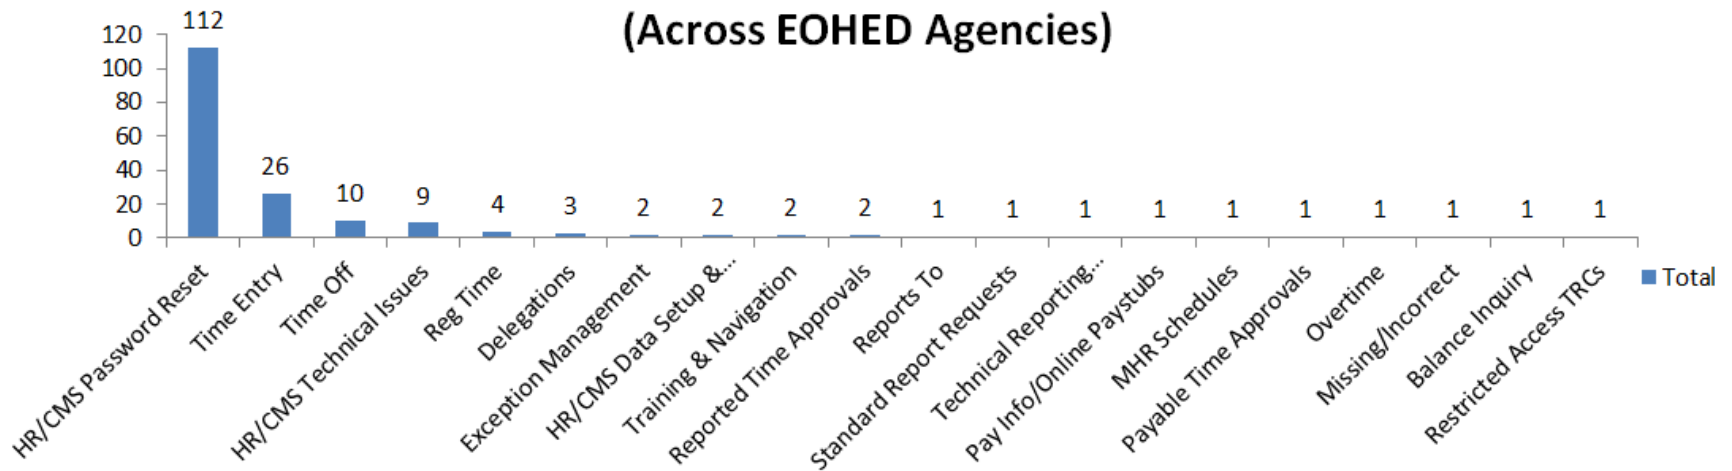 (Across EOHED Agencies)
120
100
80
60
40
20
0
112
26
10
9
4
3
2
2
2
2
1
1
1
1
1
1
1
1
1
1
HR/CMS Password Reset
Time Entry
Time Off
HR/CMS Technical Issues
Reg Time
Delegations
Exception Management
HR/CMS Data Setup &...
Training & Navigation
Reported Time Approvals
Reports To
Standard Report Requests
Technical Reporting...
Pay Info/Online Paystubs
MHR Schedules
Payable Time Approvals
Overtime
Missing/Incorrect
Balance Inquiry
Restricted Access TRCs
Total